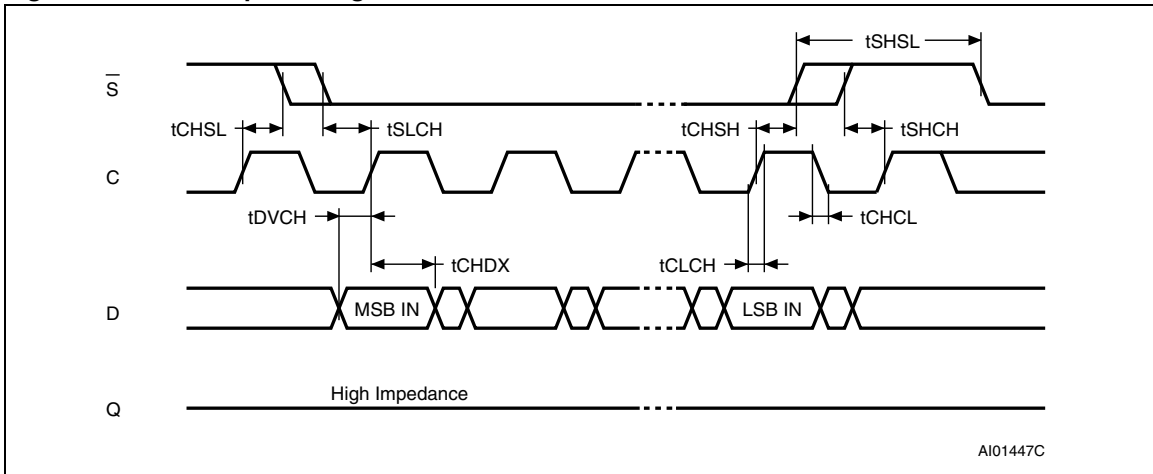 tSHSL
S
tCHSL
tSLCH
tCHSH
tSHCH
C
tDVCH
tCHCL
tCHDX
tCLCH
D
MSB IN
LSB IN
High Impedance
Q
AI01447C